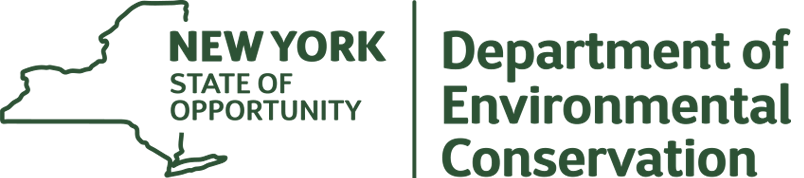 NEW YORK
STATE OF
OPPORTUNITY
Department of
Environmental
Conservation